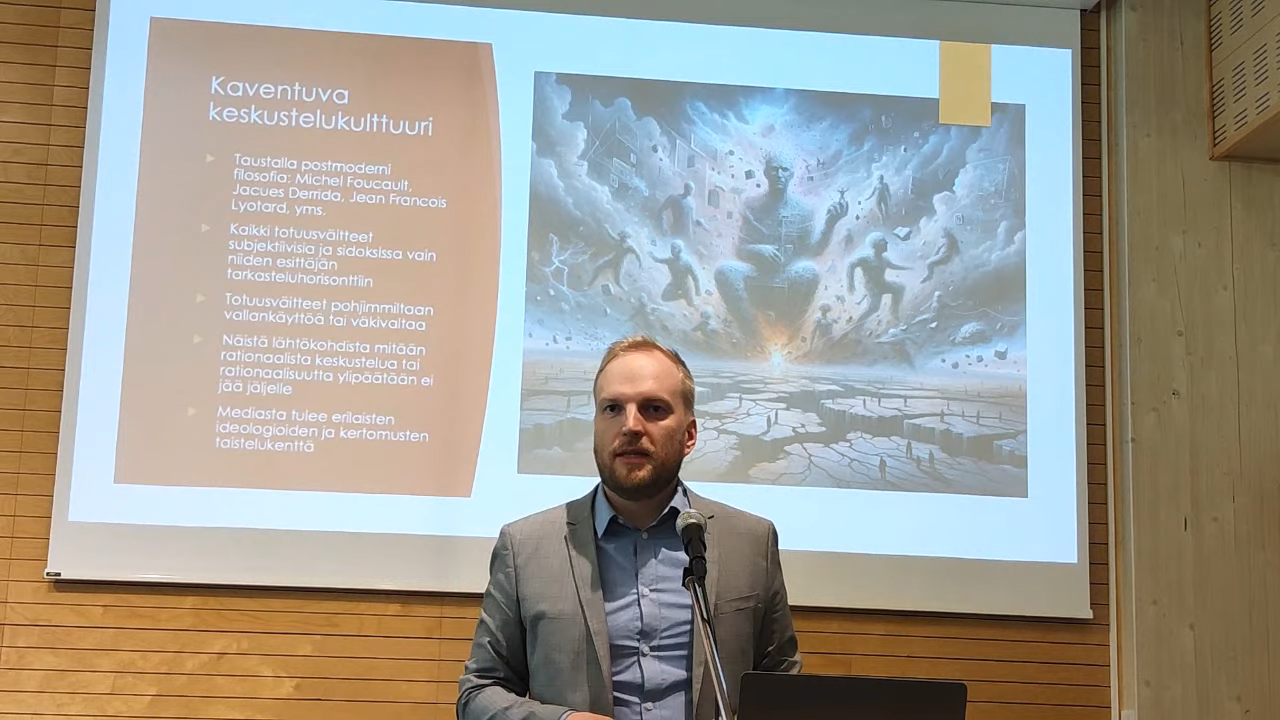 Kaventuva
keskustelukulttuuri
Taustalla postmoderni
filosofia: Michel Foucault,
Jacues Derrida, Jean Francois
Lyotard, yms.
Kaikki totuusväitteet
subjektiivisia ja sidoksissa vain
niiden esittäjän
tarkasteluhorisonttiin
Totuusväitteet pohjimmiltaan
vallankäyttöä tai väkivaltaa
Näistä lähtökohdista mitään
rationaalista keskustelua tai
rationaalisuutta ylipäätään ei
jää jäljelle
Mediasta tulee erilaisten
ideologioiden ja kertomusten
taistelukenttä